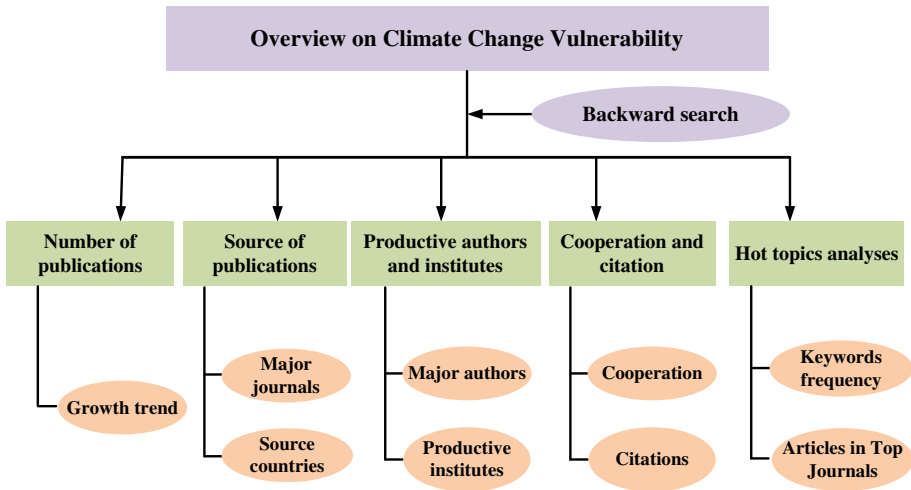 Overview on Climate Change Vulnerability
Backward search
Number of
publications
Source of
publications
Productive authors
and institutes
Cooperation and
citation
Hot topics analyses
Growth trend
Major
journals
Source
countries
Major authors
Productive
institutes
Cooperation
Citations
Keywords
frequency
Articles in Top
Journals